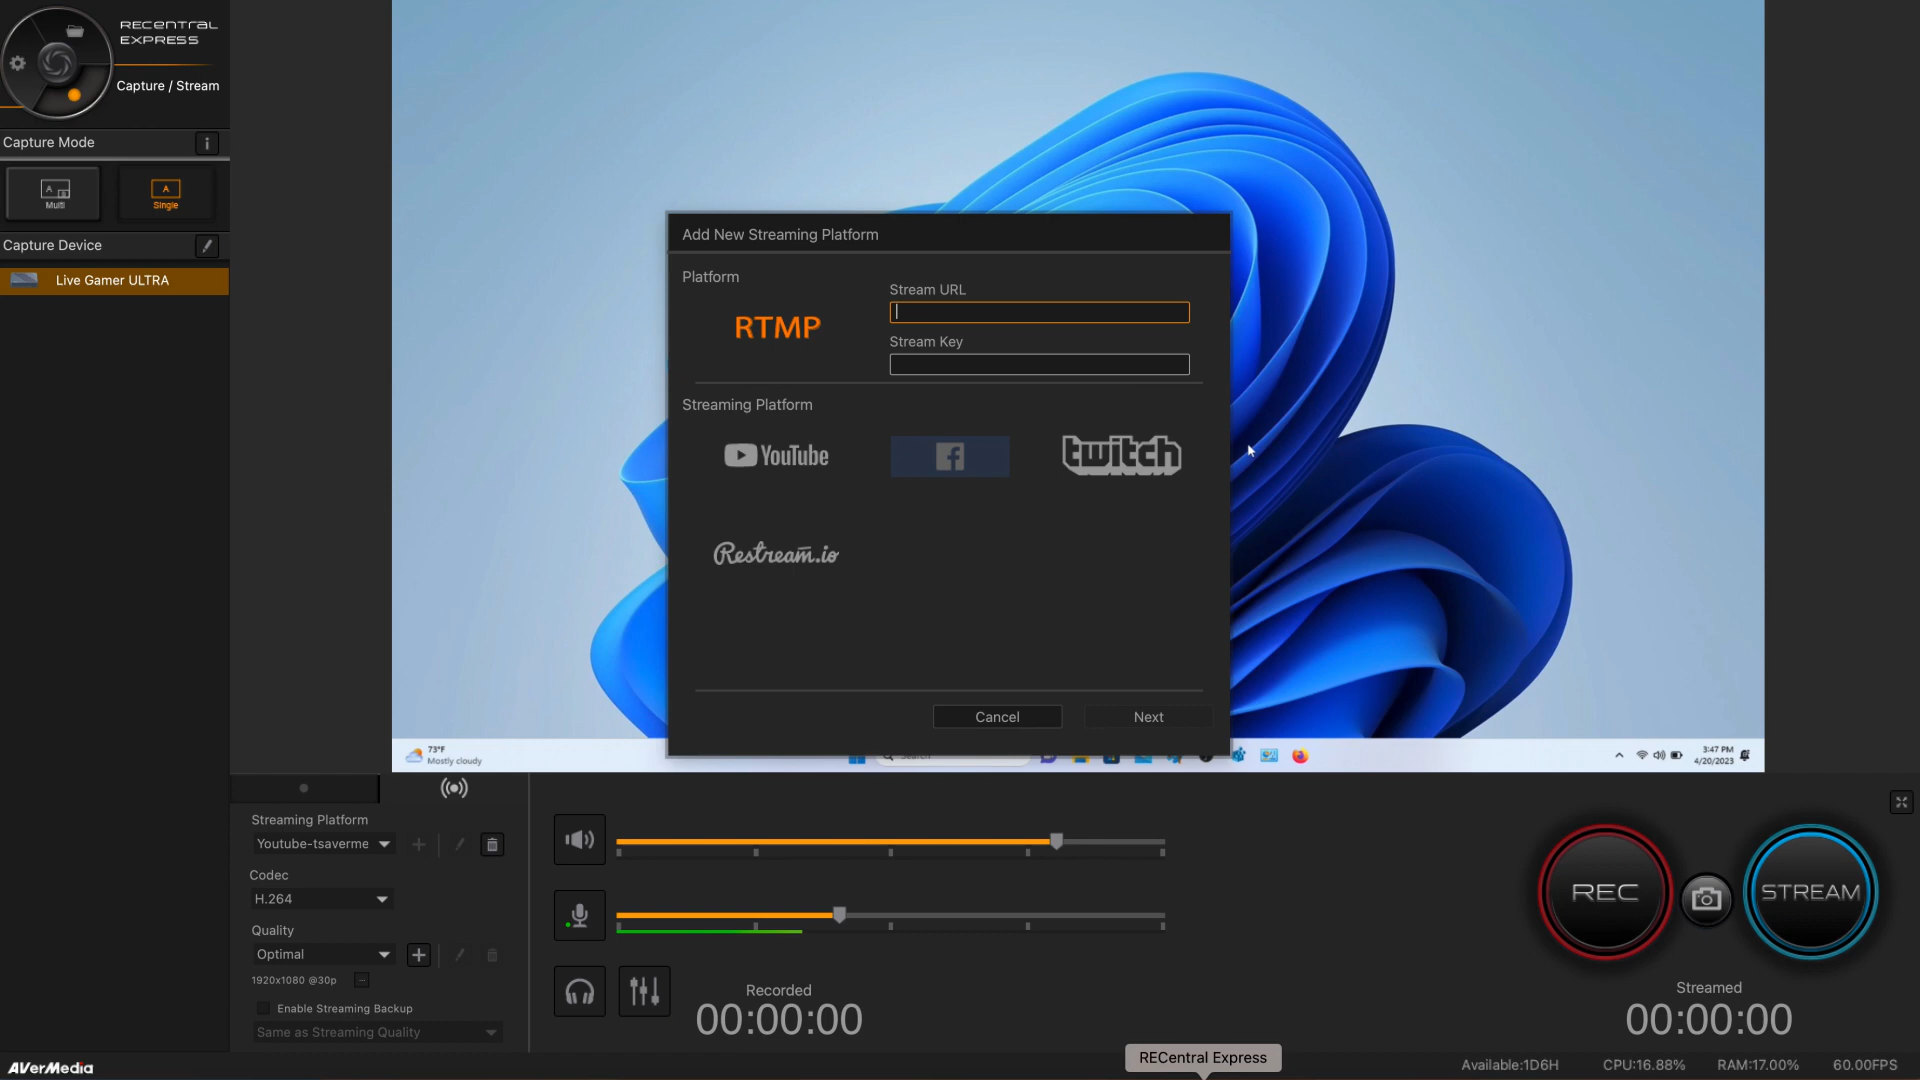 RECENTRAL
EXPRESS
Capture / Stream
Capture Mode
i
A
Multi
A
Single
Capture Device
Live Gamer ULTRA
Add New Streaming Platform
Platform
RTMP
Stream URL
Stream Key
Streaming Platform
YouTube
twitch
Restream.io
Cancel
Next
73°F
Mostly cloudy
3:47 PM
4/20/2023
Streaming Platform
Youtube-tsaverme
Codec
H.264
Quality
Optimal
1920x1080 @30p
Enable Streaming Backup
Same as Streaming Quality
Recorded
00:00:00
REC
STREAM
Streamed
00:00:00
RECentral Express
AVerMedia
Available:1D6H
CPU:16.88%
RAM:17.00%
60.00FPS